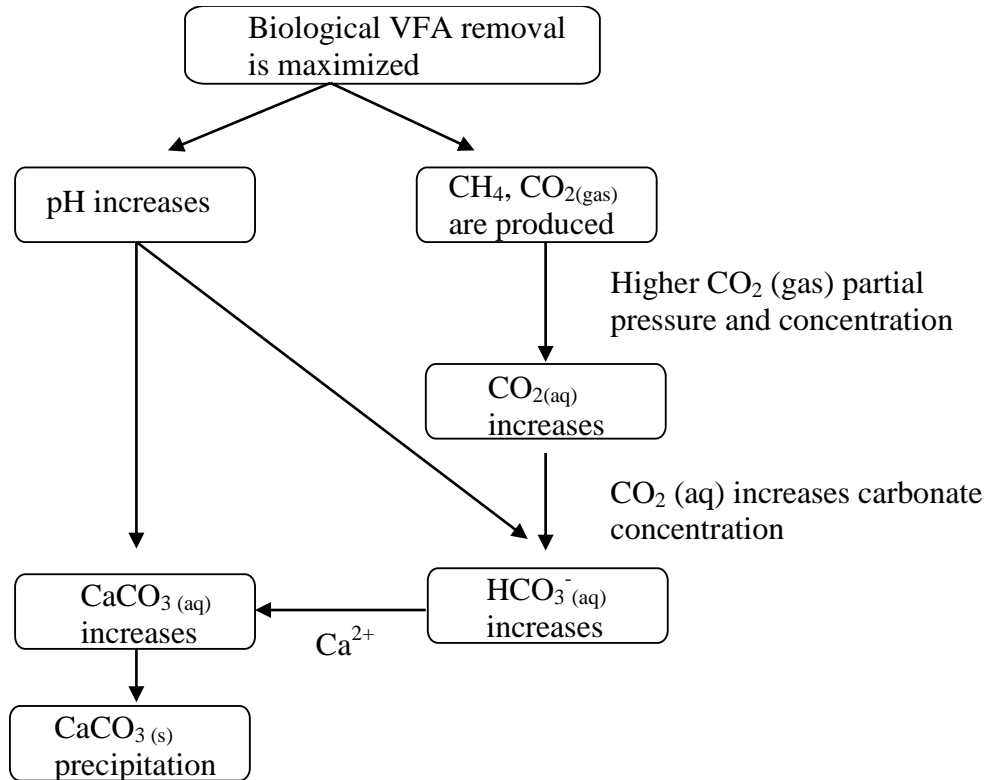 Biological VFA removal
is maximized
pH increases
CH₄, CO₂(gas)
are produced
Higher CO₂ (gas) partial
pressure and concentration
CO₂(aq)
increases
CO₂ (aq) increases carbonate
concentration
CaCO₃ (aq)
increases
Ca²⁺
HCO₃⁻(aq)
increases
CaCO₃ (s)
precipitation